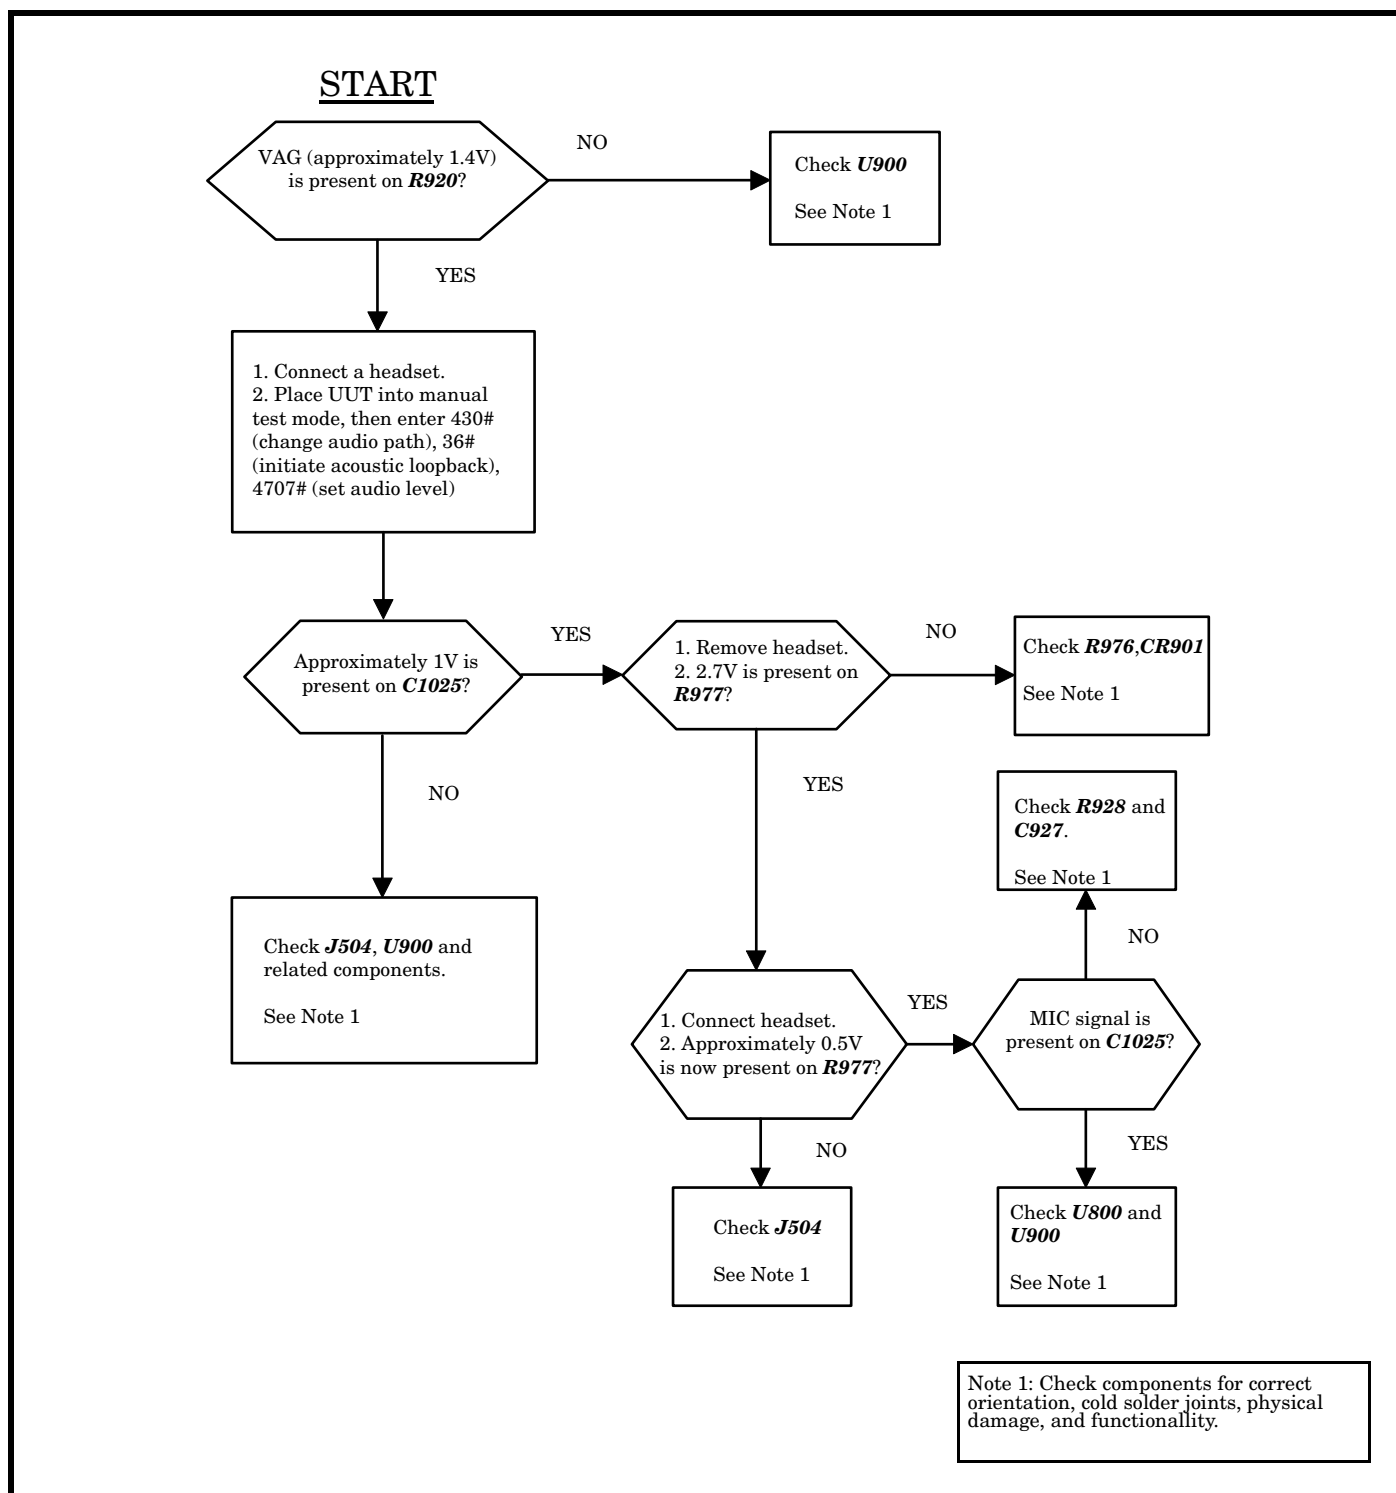 START
VAG (approximately 1.4V)
is present on R920?
NO
Check U900
See Note 1
YES
1. Connect a headset.
2. Place UUT into manual
test mode, then enter 430#
(change audio path), 36#
(initiate acoustic loopback),
4707# (set audio level)
Approximately 1V is
present on C1025?
YES
1. Remove headset.
2. 2.7V is present on
R977?
NO
Check R976,CR901
See Note 1
NO
YES
Check R928 and
C927.
See Note 1
NO
Check J504, U900 and
related components.
See Note 1
1. Connect headset.
2. Approximately 0.5V
is now present on R977?
YES
MIC signal is
present on C1025?
NO
YES
Check J504
See Note 1
Check U800 and
U900
See Note 1
Note 1: Check components for correct
orientation, cold solder joints, physical
damage, and functionallity.